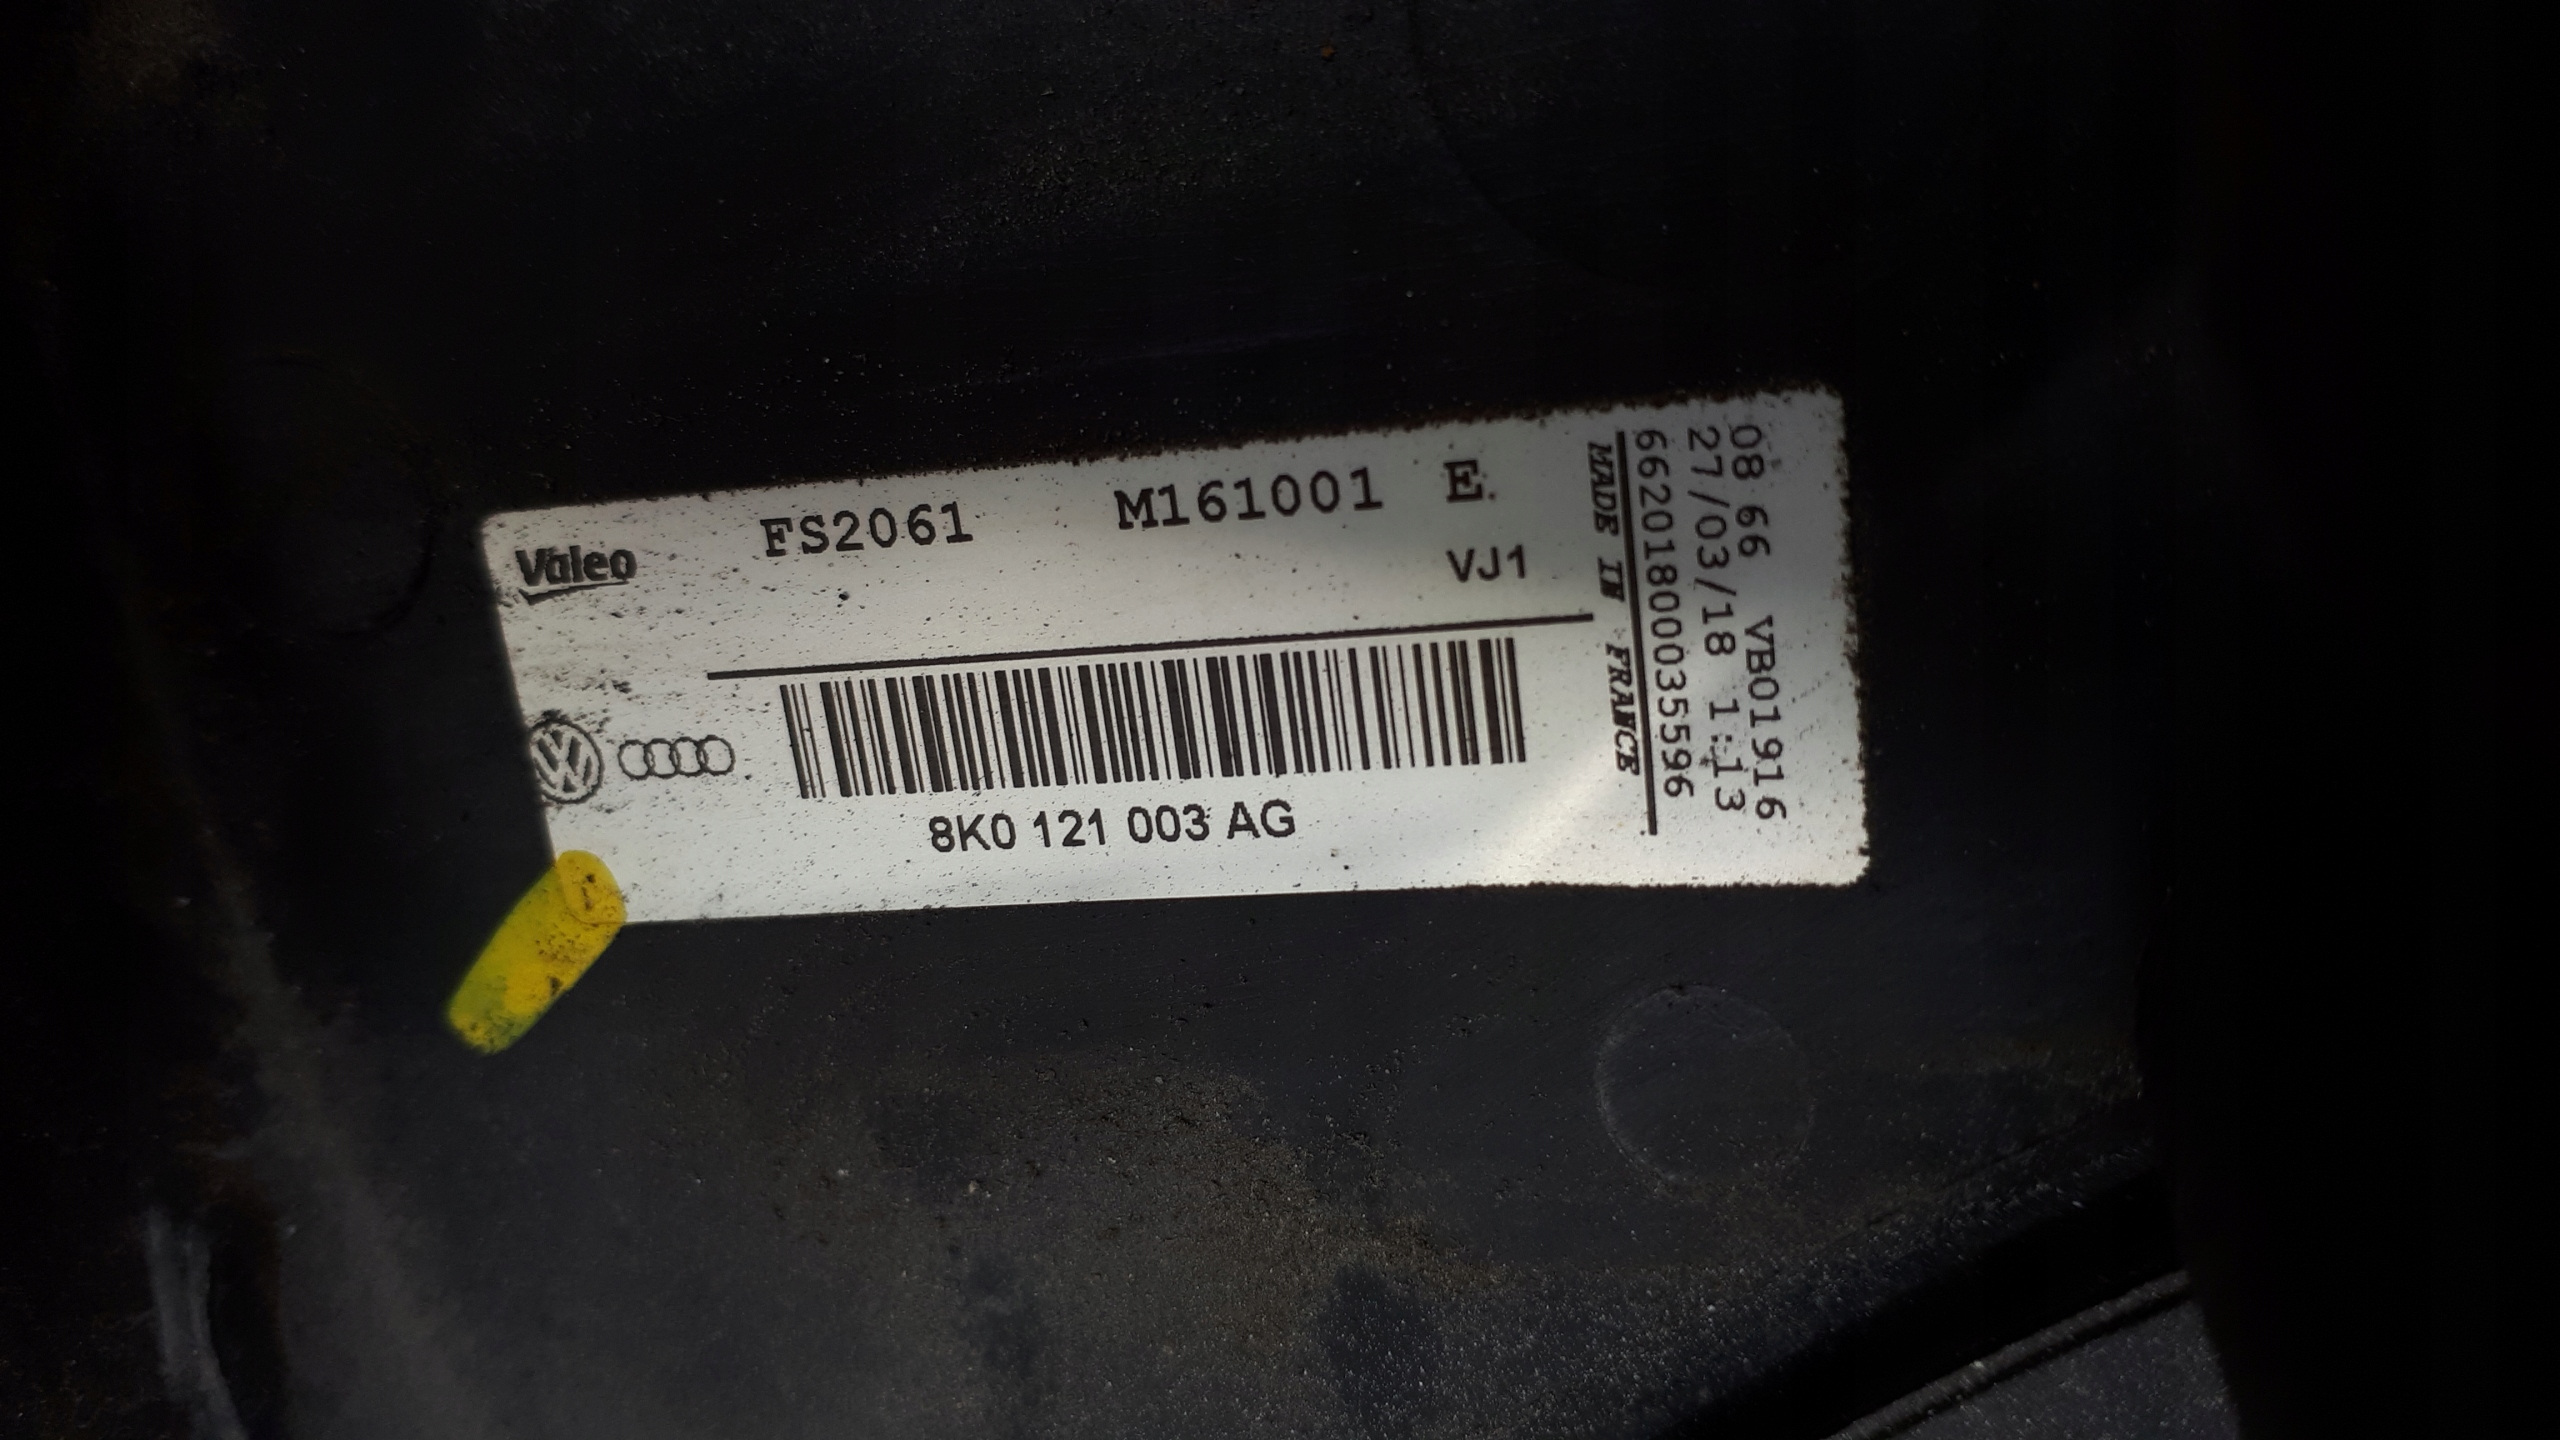 Valeo FS2061 M161001 E
VJ1
8K0 121 003 AG
08 66 VB01916
27/03/18 1:13
66201800035596
MADE IN FRANCE